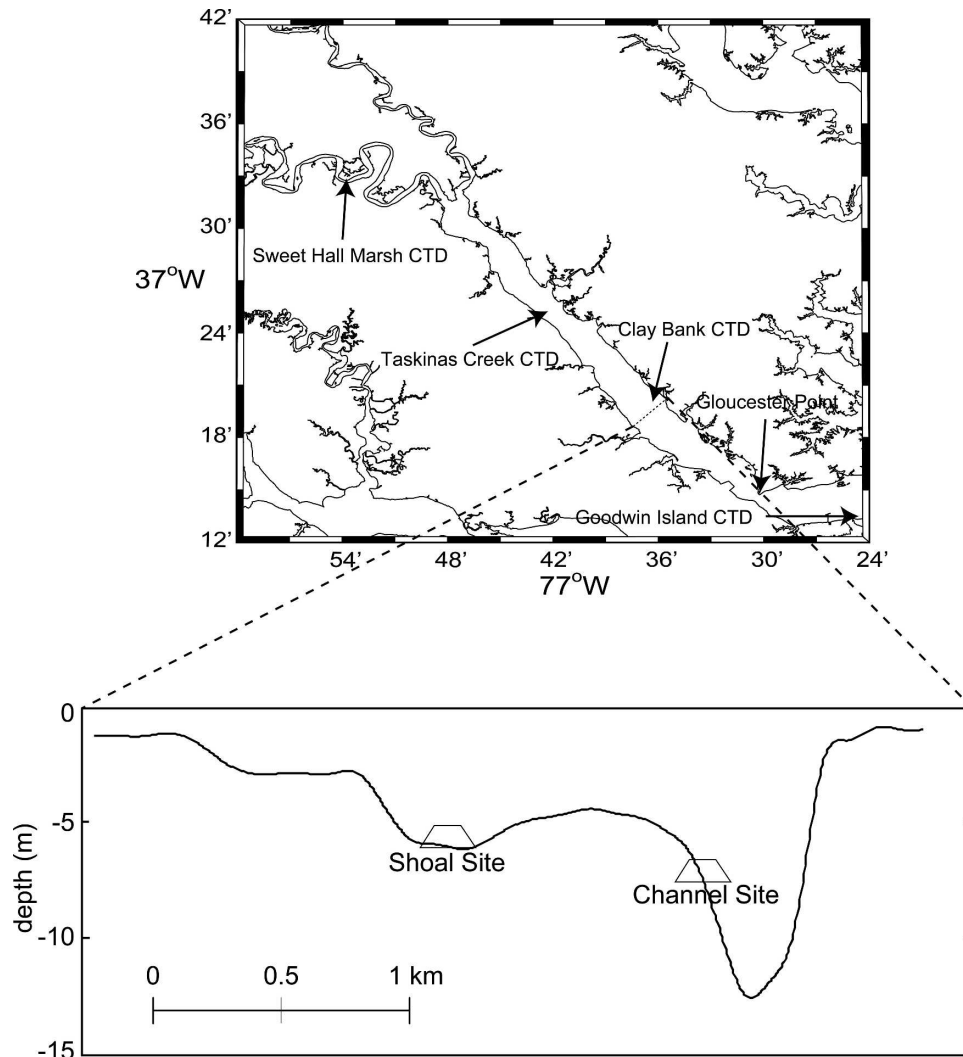 42'
36'
30'
Sweet Hall Marsh CTD
37°W
24'
Clay Bank CTD
Taskinas Creek CTD
Gloucester Point
18'
Goodwin Island CTD
12'
54' 48' 42' 36' 30' 24'
77°W
0
-5
Shoal Site
Channel Site
depth (m)
-10
0 0.5 1 km
-15